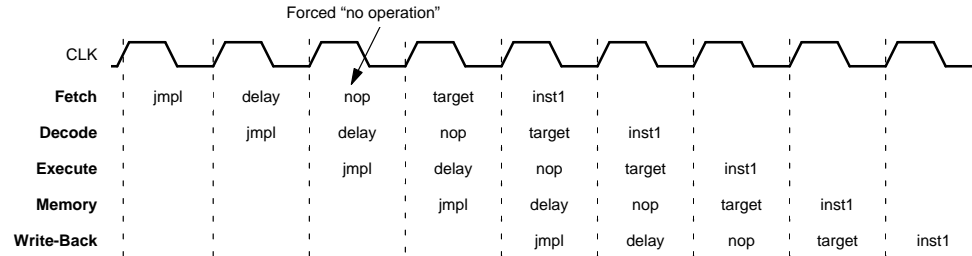 Forced “no operation”
CLK
Fetch jmpl delay nop target inst1
Decode jmpl delay nop target inst1
Execute jmpl delay nop target inst1
Memory jmpl delay nop target inst1
Write-Back jmpl delay nop target inst1